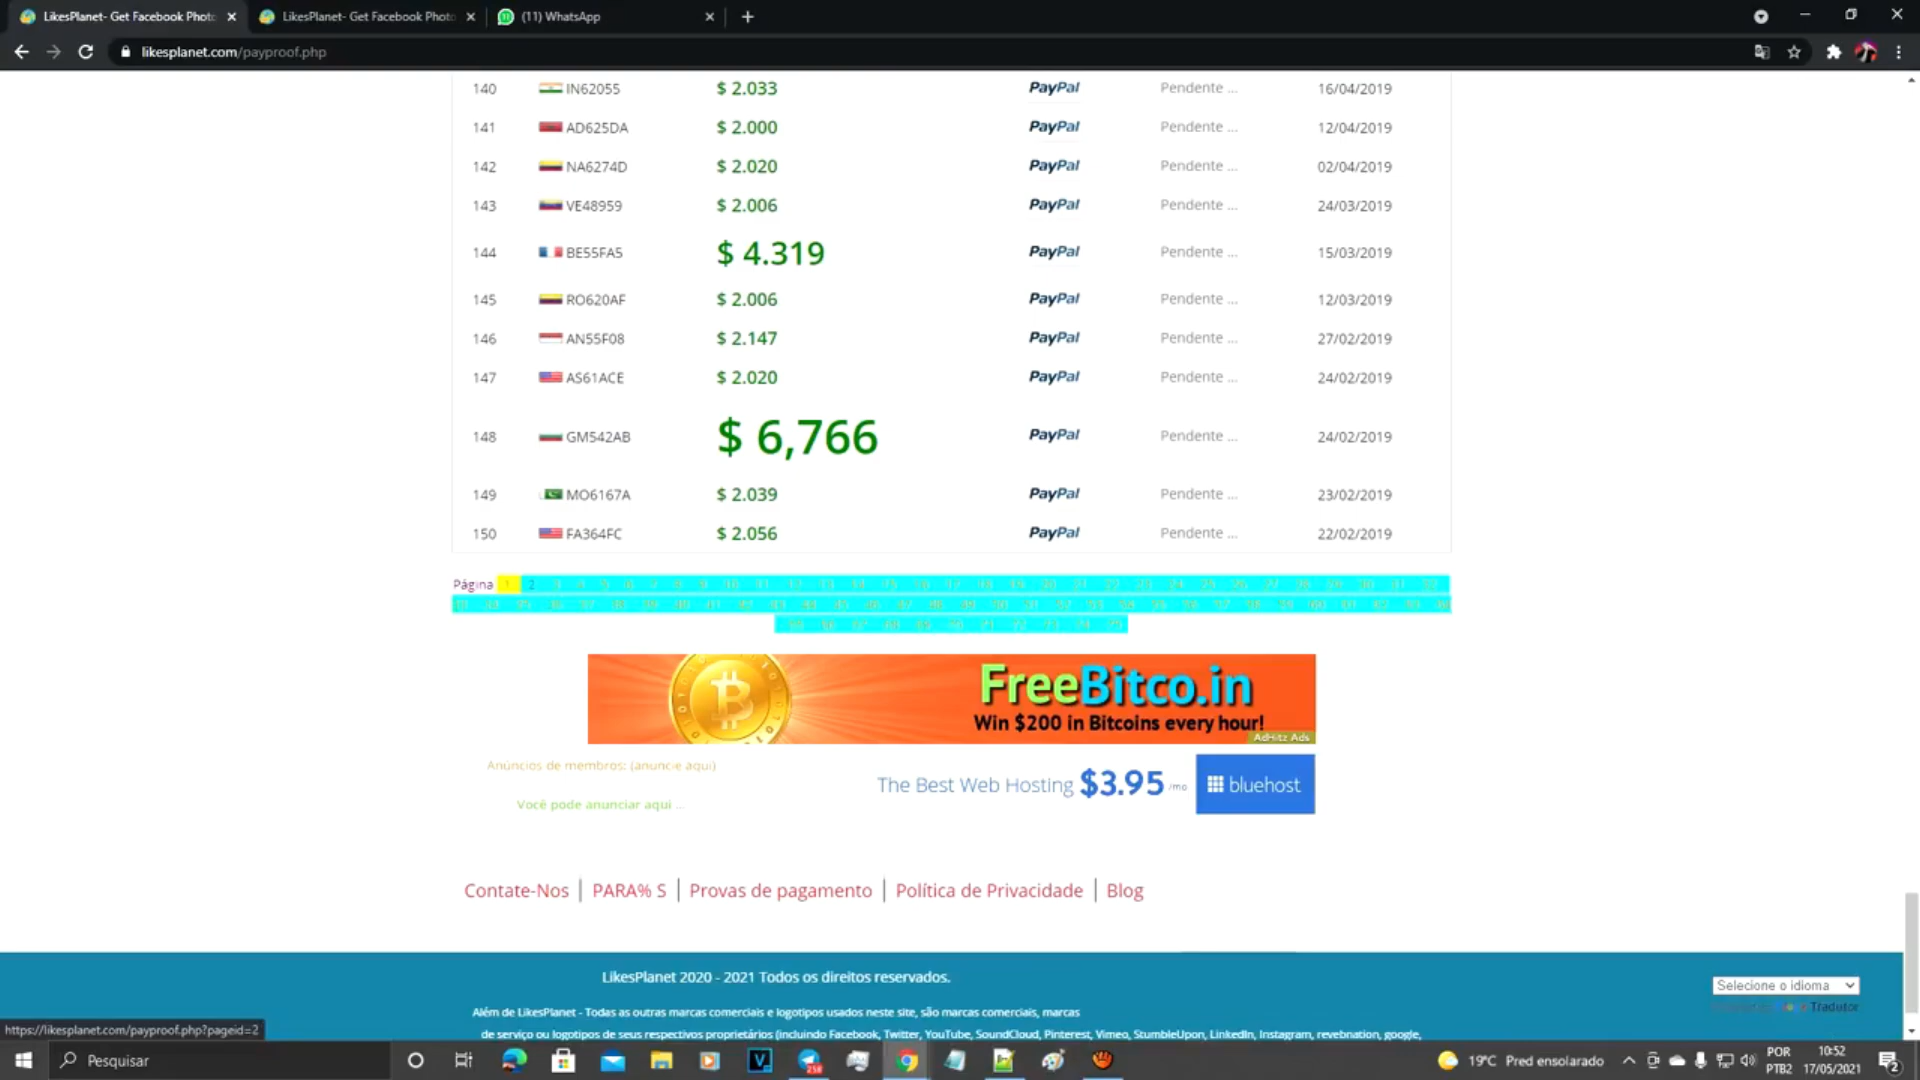 LikesPlanet- Get Facebook Photo
LikesPlanet- Get Facebook Photo
(11) WhatsApp
likesplanet.com/payproof.php
140 IN62055 $ 2.033 PayPal Pendente ... 16/04/2019
141 AD625DA $ 2.000 PayPal Pendente ... 12/04/2019
142 NA6274D $ 2.020 PayPal Pendente ... 02/04/2019
143 VE48959 $ 2.006 PayPal Pendente ... 24/03/2019
144 BE55FA5 $ 4.319 PayPal Pendente ... 15/03/2019
145 RO620AF $ 2.006 PayPal Pendente ... 12/03/2019
146 AN55F08 $ 2.147 PayPal Pendente ... 27/02/2019
147 AS61ACE $ 2.020 PayPal Pendente ... 24/02/2019
148 GM542AB $ 6,766 PayPal Pendente ... 24/02/2019
149 MO6167A $ 2.039 PayPal Pendente ... 23/02/2019
150 FA364FC $ 2.056 PayPal Pendente ... 22/02/2019
Página 1 2
FreeBitco.in
Win $200 in Bitcoins every hour!
AdHitz Ads
Anúncios de membros: (anuncie aqui)
The Best Web Hosting $3.95 /mo bluehost
Você pode anunciar aqui ...
Contate-Nos PARA% S Provas de pagamento Política de Privacidade Blog
LikesPlanet 2020 - 2021 Todos os direitos reservados.
Selecione o idioma
Tradutor
Além de LikesPlanet - Todas as outras marcas comerciais e logotipos usados neste site, são marcas comerciais, marcas
de serviço ou logotipos de seus respectivos proprietários (incluindo Facebook, Twitter, YouTube, SoundCloud, Pinterest, Vimeo, StumbleUpon, LinkedIn, Instagram, revebnation, google,
https://likesplanet.com/payproof.php?pageid=2
Pesquisar
19°C Pred ensolarado
POR
PTB2
10:52
17/05/2021
2